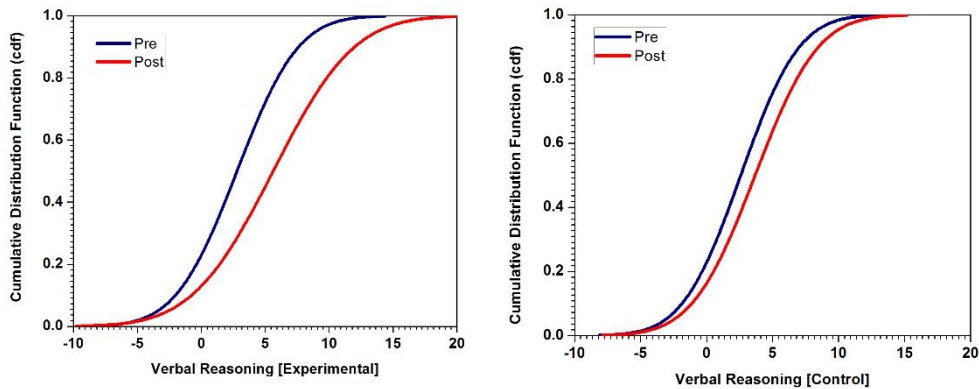 Cumulative Distribution Function (cdf)
1.0
0.8
0.6
0.4
0.2
0.0
Pre
Post
-10 -5 0 5 10 15 20
Verbal Reasoning [Experimental]
Cumulative Distribution Function (cdf)
1.0
0.8
0.6
0.4
0.2
0.0
Pre
Post
-10 -5 0 5 10 15 20
Verbal Reasoning [Control]